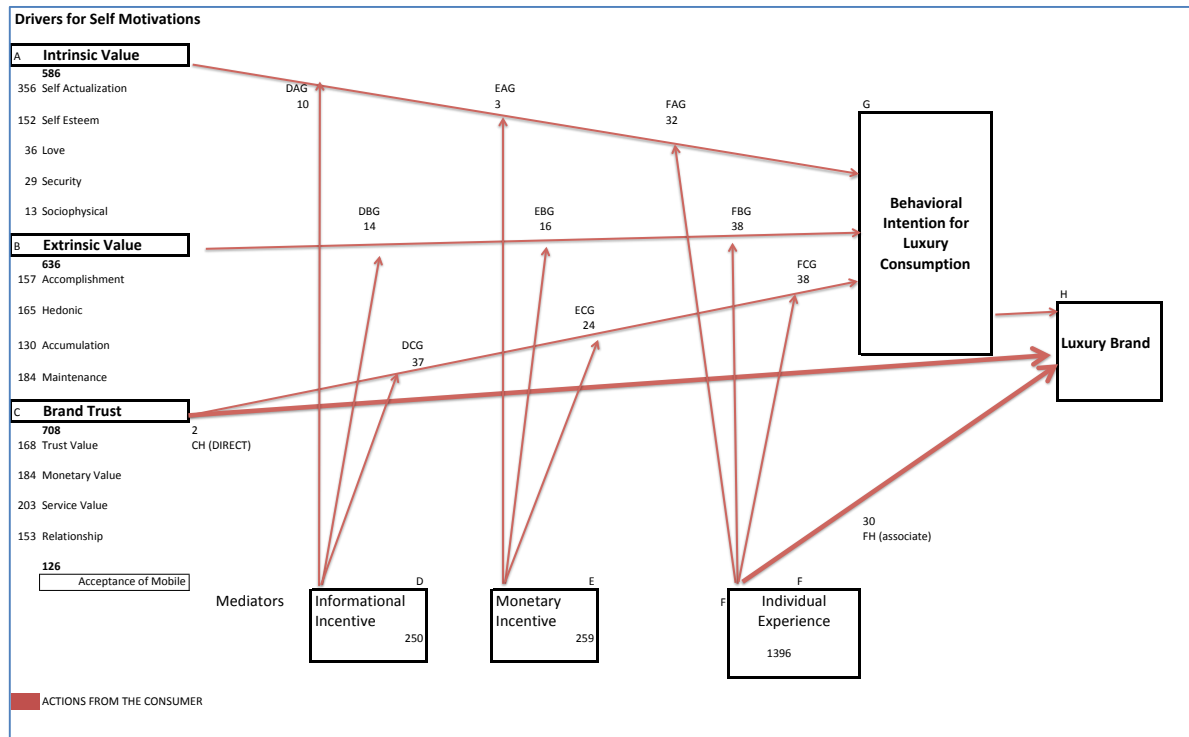 Drivers for Self Motivations
A Intrinsic Value
586
356 Self Actualization
152 Self Esteem
36 Love
29 Security
13 Sociophysical
B Extrinsic Value
636
157 Accomplishment
165 Hedonic
130 Accumulation
184 Maintenance
C Brand Trust
708
168 Trust Value
184 Monetary Value
203 Service Value
153 Relationship
126
Acceptance of Mobile
DAG
10
EAG
3
FAG
32
DBG
14
EBG
16
FBG
38
DCG
37
ECG
24
FCG
38
2
CH (DIRECT)
G
Behavioral
Intention for
Luxury
Consumption
H
Luxury Brand
30
FH (associate)
Mediators
D
Informational
Incentive
250
E
Monetary
Incentive
259
F
F
Individual
Experience
1396
ACTIONS FROM THE CONSUMER